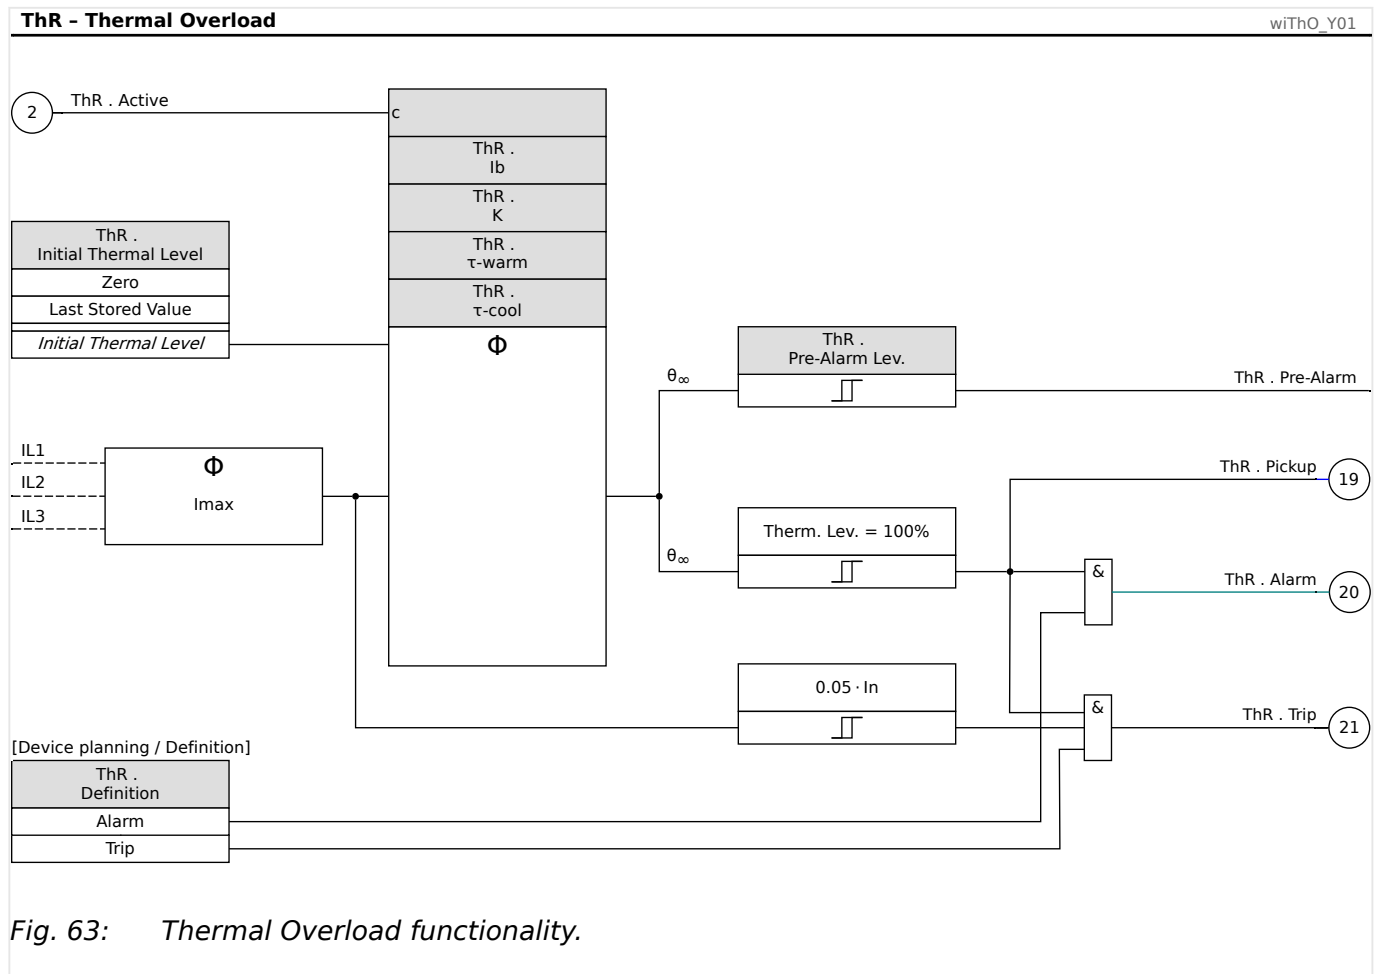 ThR – Thermal Overload
wiThO_Y01
2
ThR . Active
c
ThR .
Ib
ThR .
K
ThR .
τ-warm
ThR .
τ-cool
Φ
ThR .
Initial Thermal Level
Zero
Last Stored Value
Initial Thermal Level
IL1
IL2
IL3
Φ
Imax
θ∞
ThR .
Pre-Alarm Lev.
ThR . Pre-Alarm
θ∞
Therm. Lev. = 100%
ThR . Pickup
19
&
ThR . Alarm
20
0.05·In
&
ThR . Trip
21
[Device planning / Definition]
ThR .
Definition
Alarm
Trip
Fig. 63: Thermal Overload functionality.